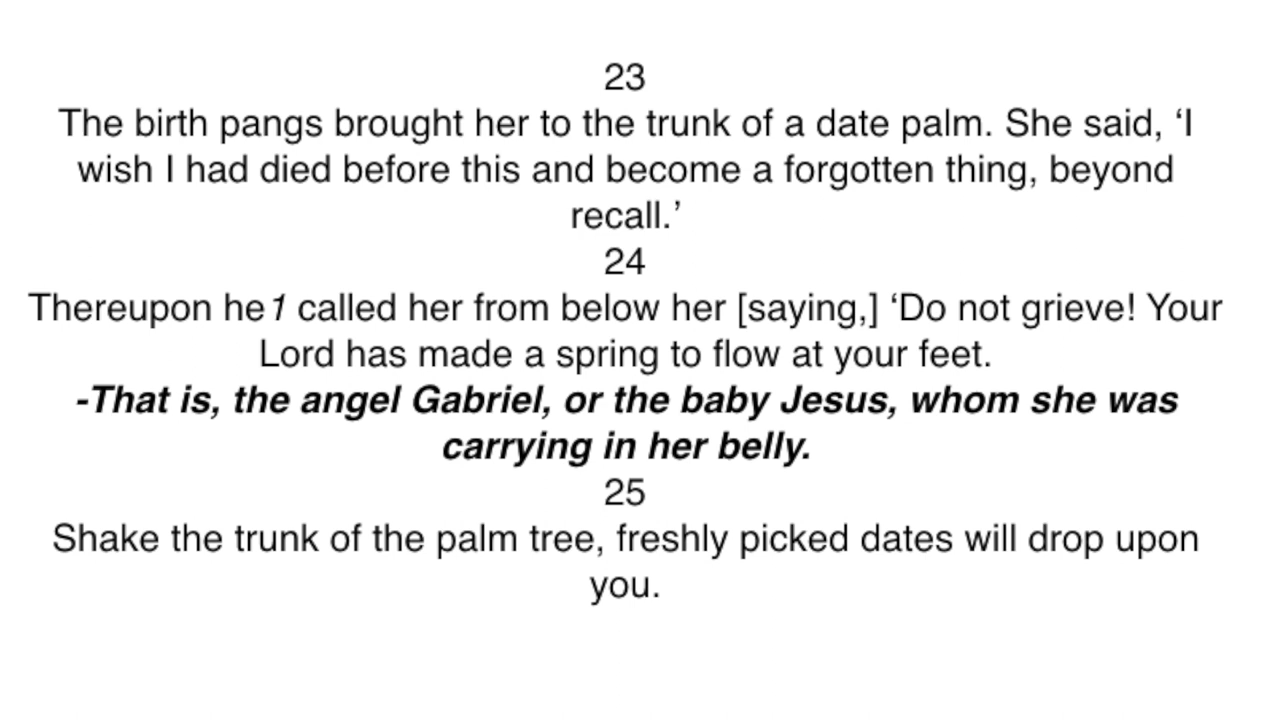 23
The birth pangs brought her to the trunk of a date palm. She said, ‘I
wish I had died before this and become a forgotten thing, beyond
recall.’
24
Thereupon he1 called her from below her [saying,] ‘Do not grieve! Your
Lord has made a spring to flow at your feet.
-That is, the angel Gabriel, or the baby Jesus, whom she was
carrying in her belly.
25
Shake the trunk of the palm tree, freshly picked dates will drop upon
you.